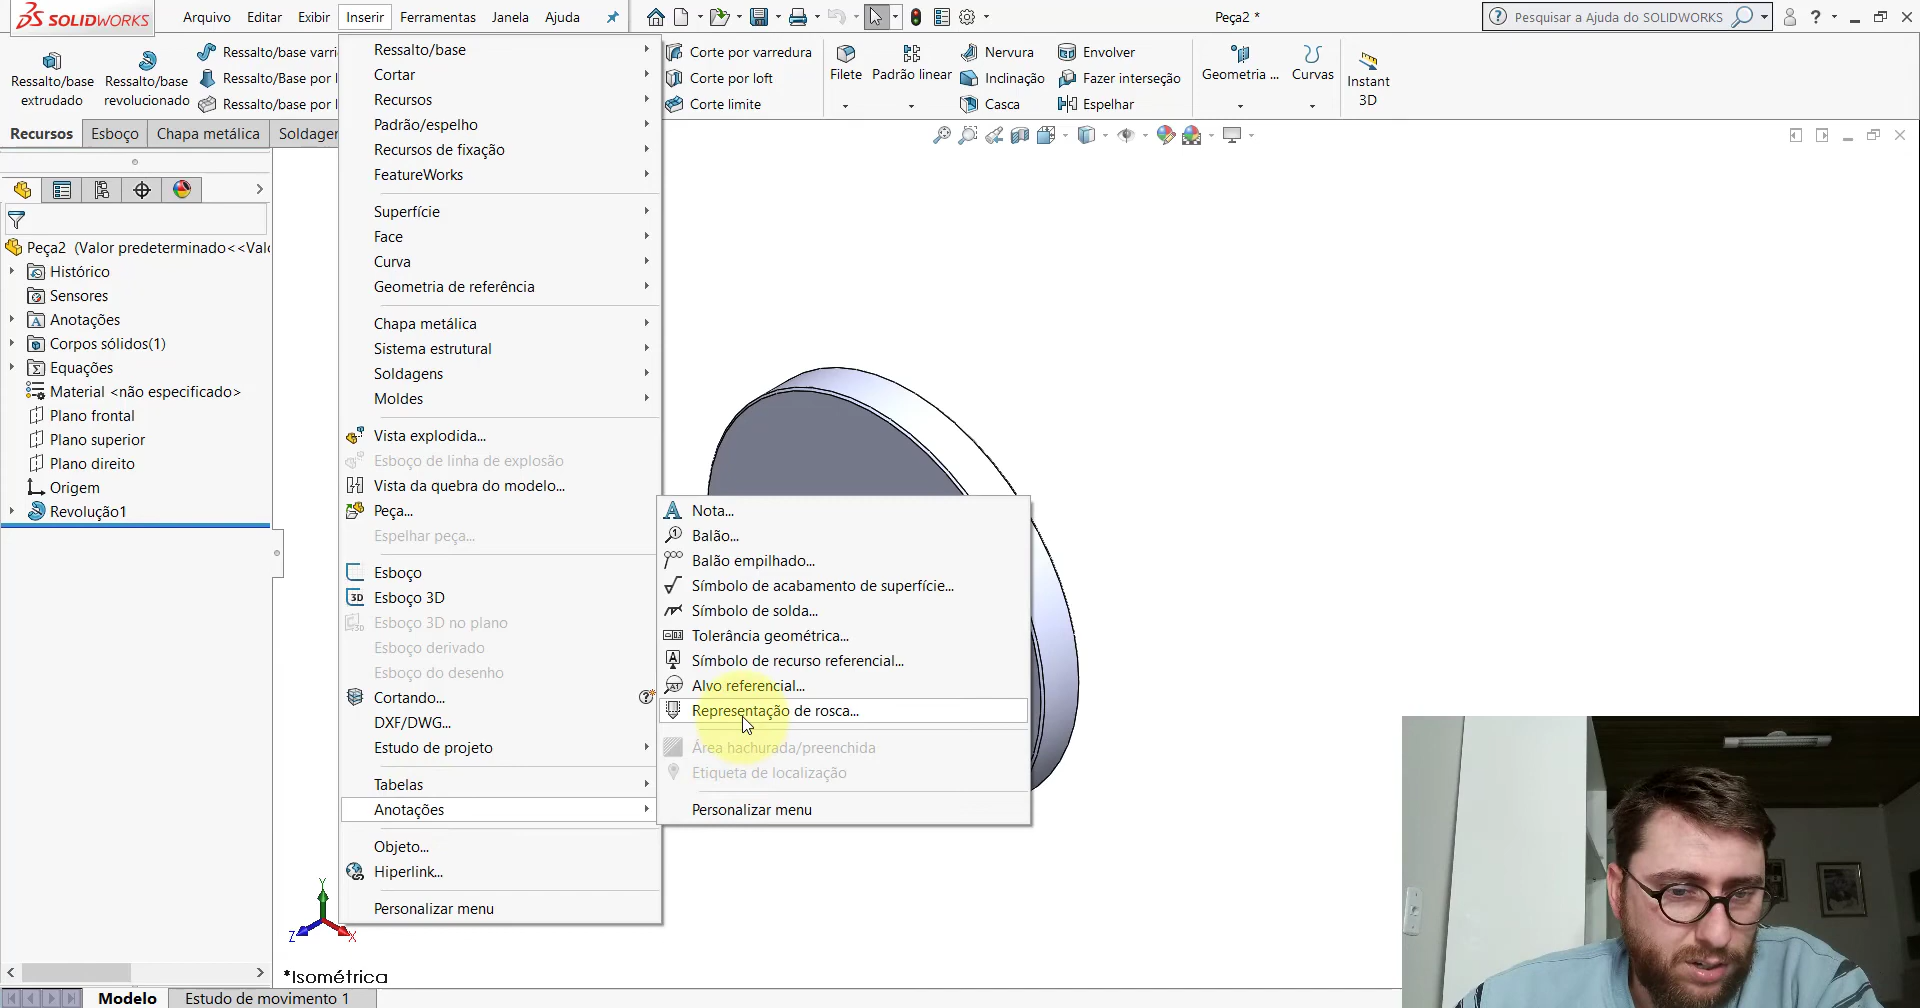 SOLIDWORKS
Arquivo Editar Exibir Inserir Ferramentas Janela Ajuda
Peça2 *
Pesquisar a Ajuda do SOLIDWORKS
Ressalto/base extrudado
Ressalto/base revolucionado
Ressalto/base vari
Ressalto/Base por l
Ressalto/base por l
Corte por varredura
Corte por loft
Corte limite
Filete
Padrão linear
Nervura
Inclinação
Casca
Envolver
Fazer interseção
Espelhar
Geometria ...
Curvas
Instant
3D
Recursos Esboço Chapa metálica Soldager
Peça2 (Valor predeterminado<<Valo
Histórico
Sensores
Anotações
Corpos sólidos(1)
Equações
Material <não especificado>
Plano frontal
Plano superior
Plano direito
Origem
Revolução1
Ressalto/base
Cortar
Recursos
Padrão/espelho
Recursos de fixação
FeatureWorks
Superfície
Face
Curva
Geometria de referência
Chapa metálica
Sistema estrutural
Soldagens
Moldes
Vista explodida...
Esboço de linha de explosão
Vista da quebra do modelo...
Peça...
Espelhar peça...
Esboço
3D Esboço 3D
Esboço 3D no plano
Esboço derivado
Esboço do desenho
Cortando...
DXF/DWG...
Estudo de projeto
Tabelas
Anotações
Objeto...
Hiperlink...
Personalizar menu
Nota...
Balão...
Balão empilhado...
Símbolo de acabamento de superfície...
Símbolo de solda...
Tolerância geométrica...
Símbolo de recurso referencial...
Alvo referencial...
Representação de rosca...
Área hachurada/preenchida
Etiqueta de localização
Personalizar menu
Y
Z X
*Isométrica
Modelo Estudo de movimento 1